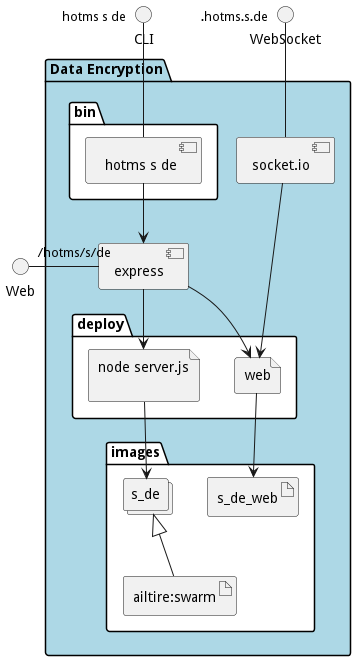 hotms s de
.hotms.s.de
CLI
WebSocket
Data Encryption
bin
hotms s de
socket.io
/hotms/s/de
Web
express
deploy
node server.js
web
images
s_de
s_de_web
ailtire:swarm